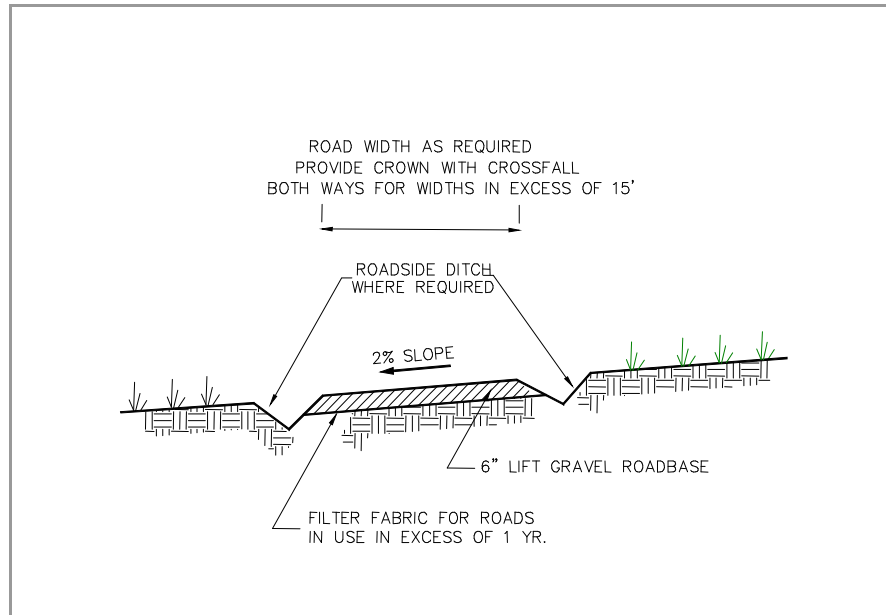 ROAD WIDTH AS REQUIRED
PROVIDE CROWN WITH CROSSFALL
BOTH WAYS FOR WIDTHS IN EXCESS OF 15'
ROADSIDE DITCH
WHERE REQUIRED
2% SLOPE
6" LIFT GRAVEL ROADBASE
FILTER FABRIC FOR ROADS
IN USE IN EXCESS OF 1 YR.